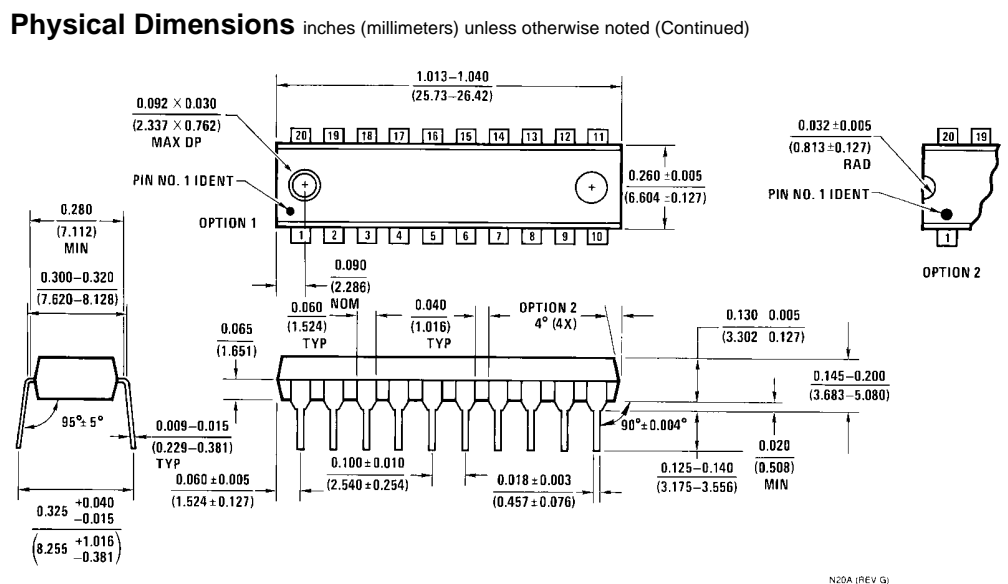 Physical Dimensions inches (millimeters) unless otherwise noted (Continued)
1.013–1.040
(25.73–26.42)
0.092 × 0.030
(2.337 × 0.762)
MAX DP
20 19 18 17 16 15 14 13 12 11
0.032 ±0.005
(0.813 ±0.127)
RAD
20 19
PIN NO. 1 IDENT
0.260 ±0.005
(6.604 ±0.127)
PIN NO. 1 IDENT
OPTION 1
1 2 3 4 5 6 7 8 9 10
1
OPTION 2
0.280
(7.112)
MIN
0.300–0.320
(7.620–8.128)
0.090
(2.286)
NOM
0.060
(1.524)
TYP
0.040
(1.016)
TYP
OPTION 2
4° (4X)
0.130 0.005
(3.302 0.127)
0.065
(1.651)
0.145–0.200
(3.683–5.080)
95°± 5°
90°±0.004°
0.009–0.015
(0.229–0.381)
TYP
0.020
(0.508)
MIN
0.125–0.140
(3.175–3.556)
0.100 ±0.010
(2.540 ±0.254)
0.018 ±0.003
(0.457 ±0.076)
0.060 ±0.005
(1.524 ±0.127)
0.325 +0.040 −0.015
(8.255 +1.016 −0.381)
N20A (REV G)